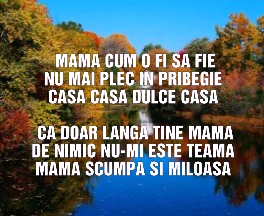 MAMA CUM O FI SA FIE
NU MAI PLEC IN PRIBEGIE
CASA CASA DULCE CASA
CA DOAR LANGA TINE MAMA
DE NIMIC NU-MI ESTE TEAMA
MAMA SCUMPA SI MILOASA